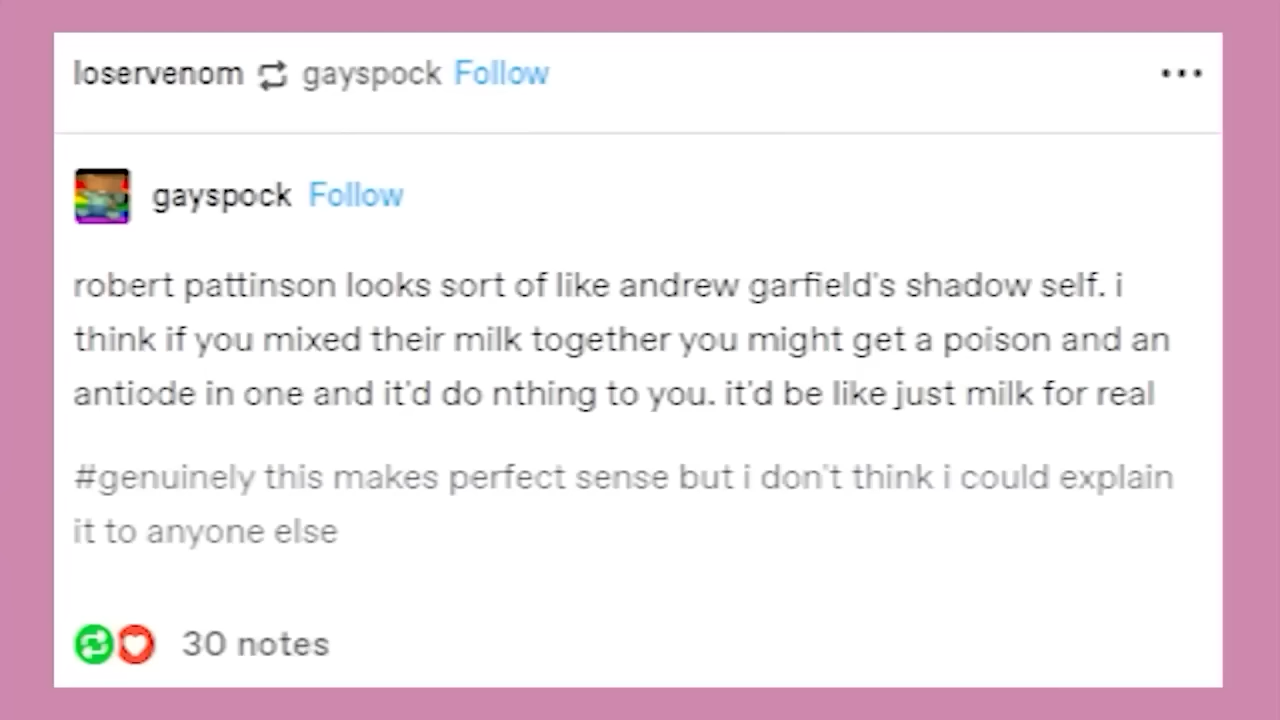 loservenom gayspock Follow
gayspock Follow
robert pattinson looks sort of like andrew garfield's shadow self. i
think if you mixed their milk together you might get a poison and an
antiode in one and it'd do nthing to you. it'd be like just milk for real
#genuinely this makes perfect sense but i don't think i could explain
it to anyone else
30 notes